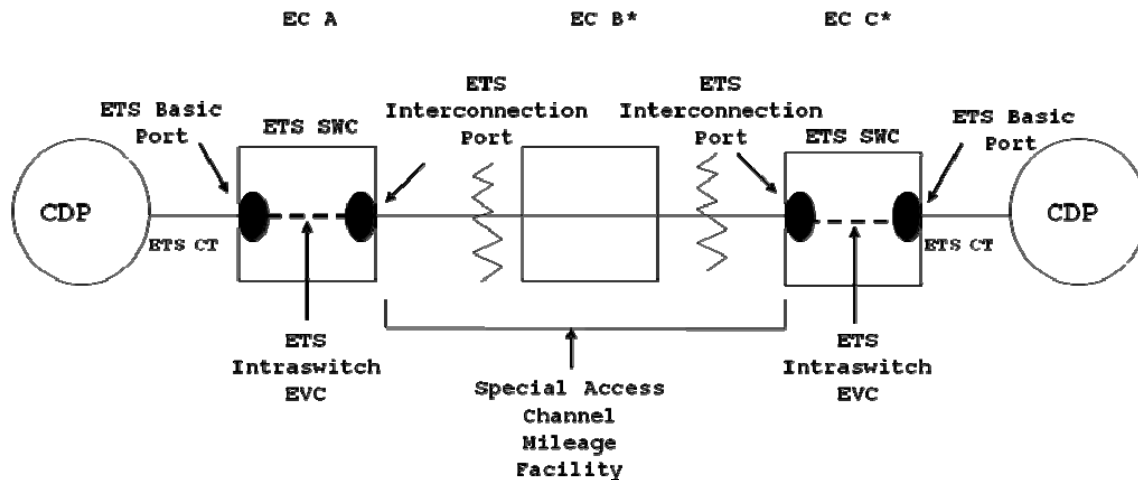 EC A
EC B*
EC C*
ETS Basic
Port
ETS SWC
ETS
Interconnection
Port
ETS
Interconnection
Port
ETS SWC
ETS Basic
Port
CDP
ETS CT
ETS CT
CDP
ETS
Intraswitch
EVC
Special Access
Channel
Mileage
Facility
ETS
Intraswitch
EVC